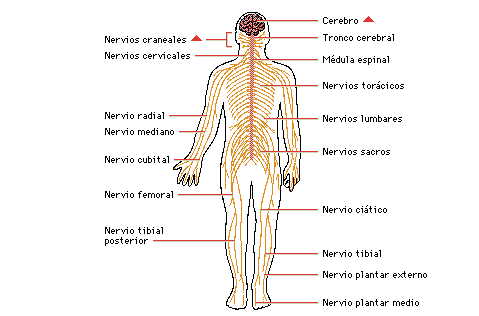 Nervios craneales
Nervios cervicales
Nervio radial
Nervio mediano
Nervio cubital
Nervio femoral
Nervio tibial
posterior
Cerebro
Tronco cerebral
Médula espinal
Nervios torácicos
Nervios lumbares
Nervios sacros
Nervio ciático
Nervio tibial
Nervio plantar externo
Nervio plantar medio